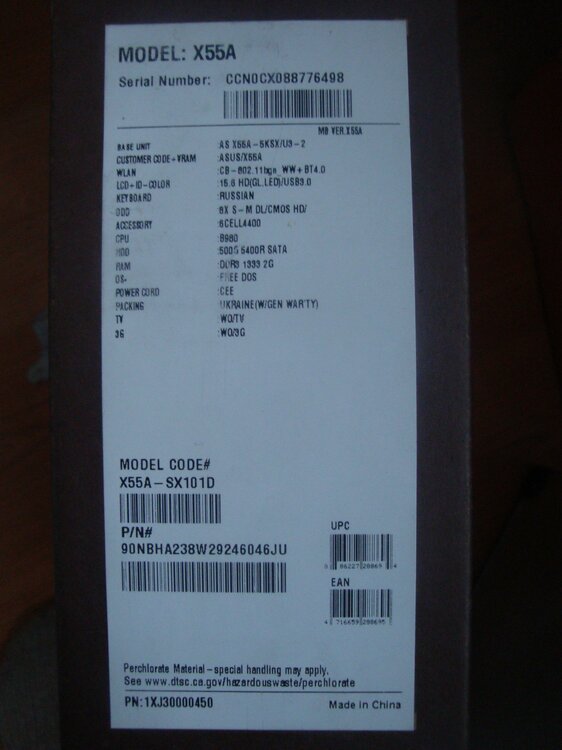 MODEL: X55A
Serial Number: CCN0CX088776498
MB VER.X55A
BASE UNIT :AS X55A-5KSX/U3-2
CUSTOMER CODE+VRAM :ASUS/X55A
WLAN :CB-802.11bgn_WW+BT4.0
LCD+ID-COLOR :15.6 HD(GL,LED)/USB3.0
KEYBOARD :RUSSIAN
ODD :8X S-M DL/CMOS HD/
ACCESSORY :6CELL4400
CPU :B980
HDD :500G 5400R SATA
RAM :DDR3 1333 2G
OS- :FREE DOS
POWER CORD :CEE
PACKING :UKRAINE(W/GEN WARTY)
TV :WO/TV
3G :WO/3G
MODEL CODE#
X55A-SX101D
P/N#
90NBHA238W29246046JU
UPC
EAN
Perchlorate Material-special handling may apply.
See www.dtsc.ca.gov/hazardouswaste/perchlorate
PN:1XJ30000450
Made in China